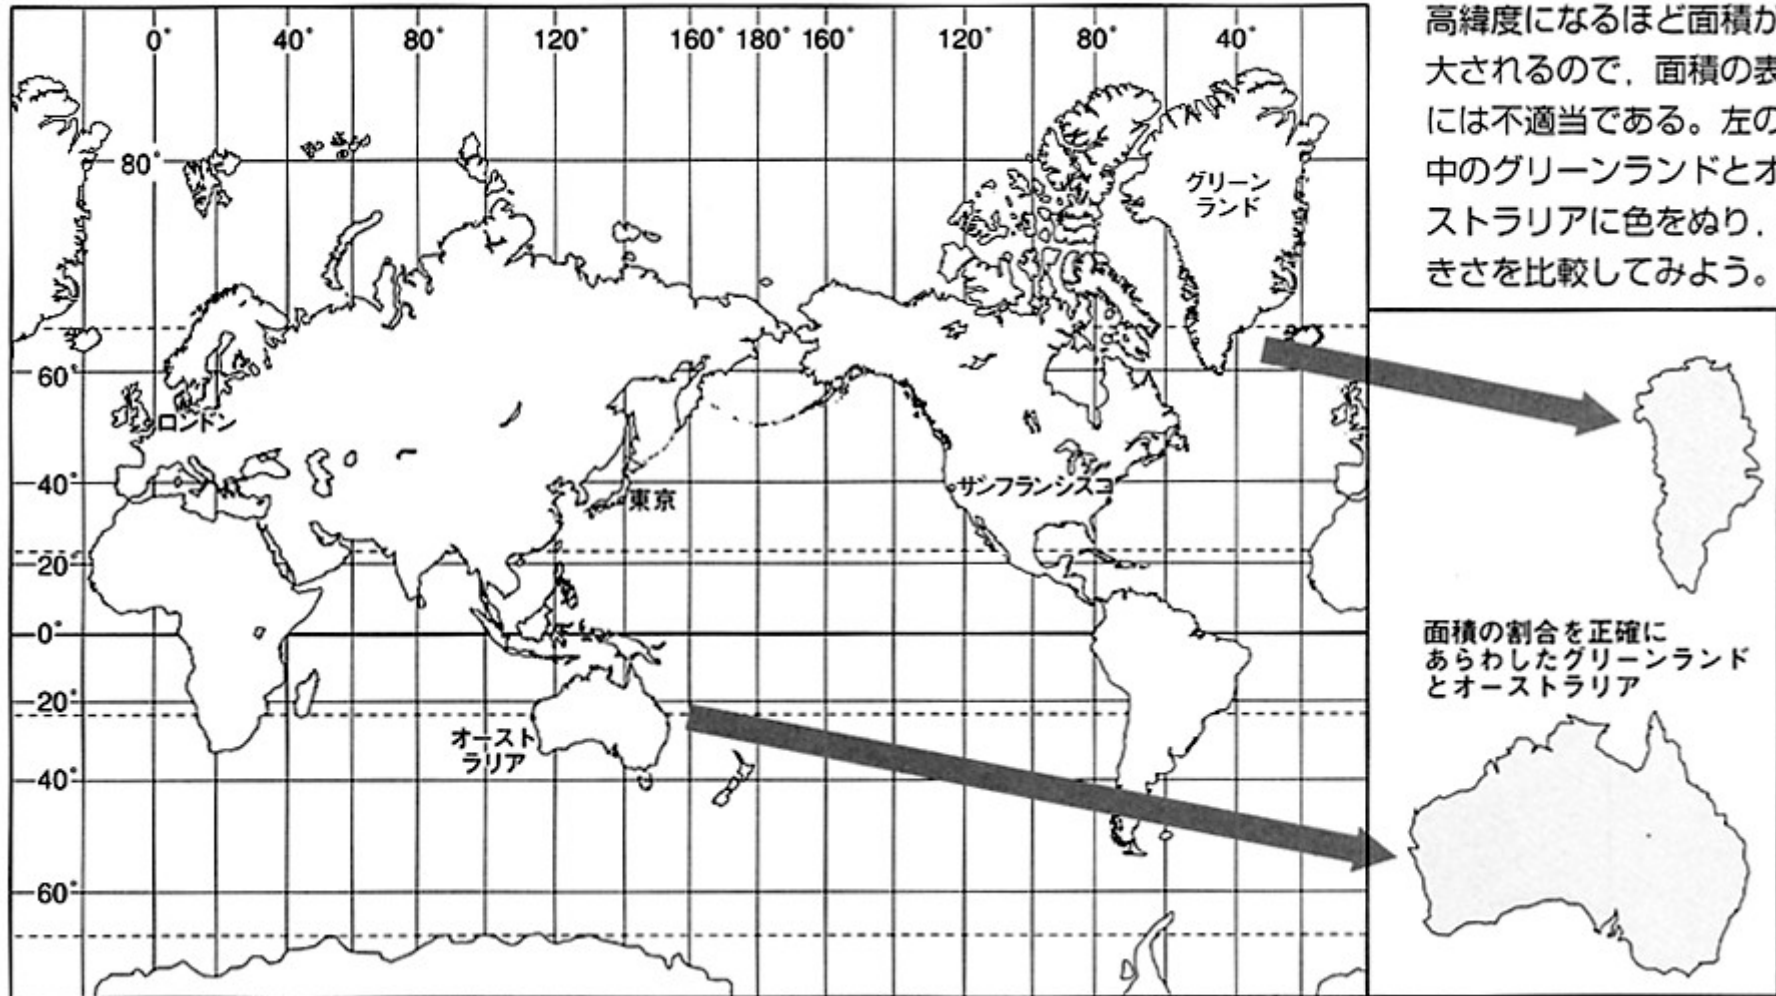 0° 40° 80° 120° 160° 180° 160° 120° 80° 40°
80°
60°
40°
20°
0°
20°
40°
60°
グリーン
ランド
ロンドン
東京
サンフランシスコ
オースト
ラリア
高緯度になるほど面積が
大されるので，面積の表
には不適当である。左の
中のグリーンランドとオ
ストラリアに色をぬり，
きさを比較してみよう。
面積の割合を正確に
あらわしたグリーンランド
とオーストラリア